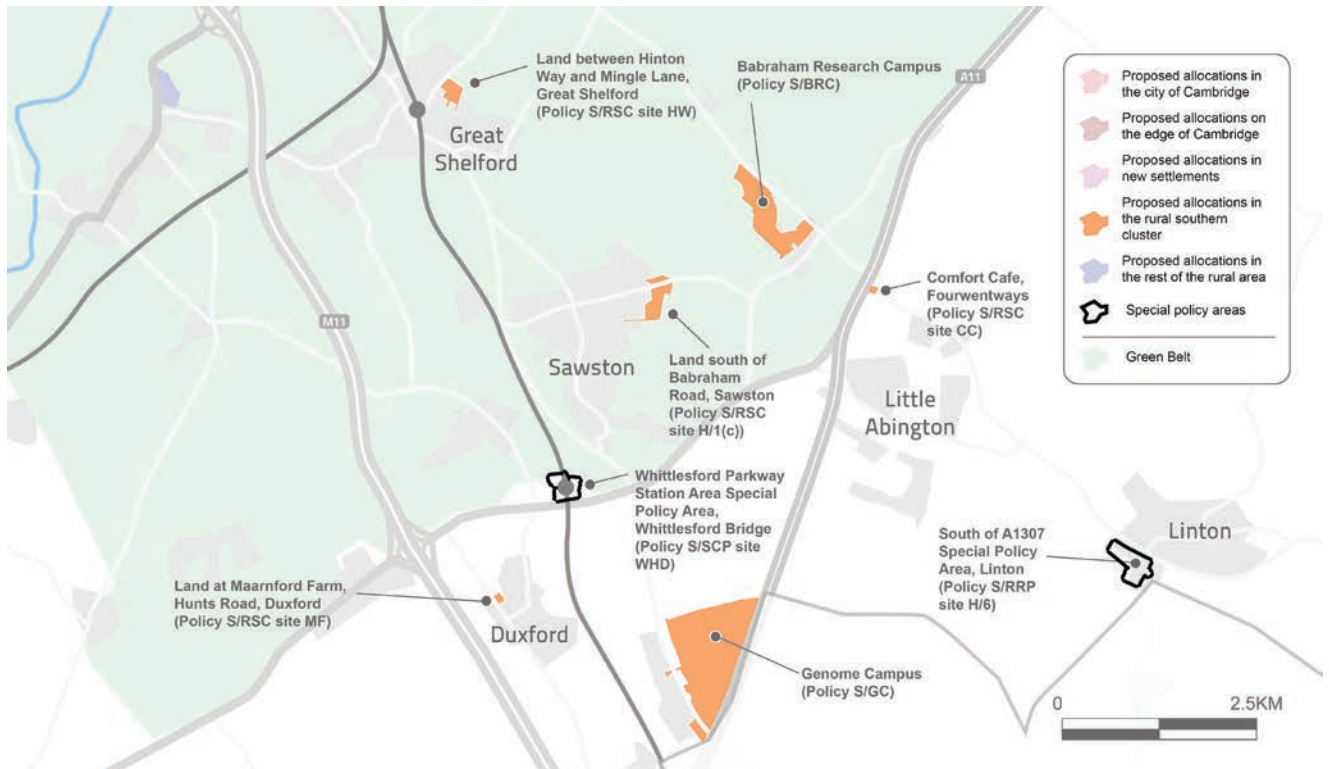 Land between Hinton
Way and Mingle Lane,
Great Shelford
(Policy S/RSC site HW)
Babraham Research Campus
(Policy S/BRC)
A11
Great
Shelford
M11
Comfort Cafe,
Fourwentways
(Policy S/RSC
site CC)
Sawston
Land south of
Babraham
Road, Sawston
(Policy S/RSC
site H/1(c))
Little
Abington
Whittlesford Parkway
Station Area Special
Policy Area,
Whittlesford Bridge
(Policy S/SCP site
WHD)
South of A1307
Special Policy
Area, Linton
(Policy S/RRP
site H/6)
Linton
Land at Maarnford Farm,
Hunts Road, Duxford
(Policy S/RSC site MF)
Duxford
Genome Campus
(Policy S/GC)
Proposed allocations in
the city of Cambridge
Proposed allocations on
the edge of Cambridge
Proposed allocations in
new settlements
Proposed allocations in
the rural southern
cluster
Proposed allocations in
the rest of the rural area
Special policy areas
Green Belt
0 2.5KM